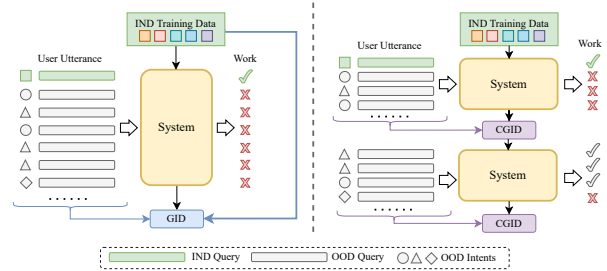 IND Training Data
User Utterance
Work
System
......
GID
IND Training Data
User Utterance
Work
System
......
CGID
System
......
CGID
IND Query
OOD Query
OOD Intents